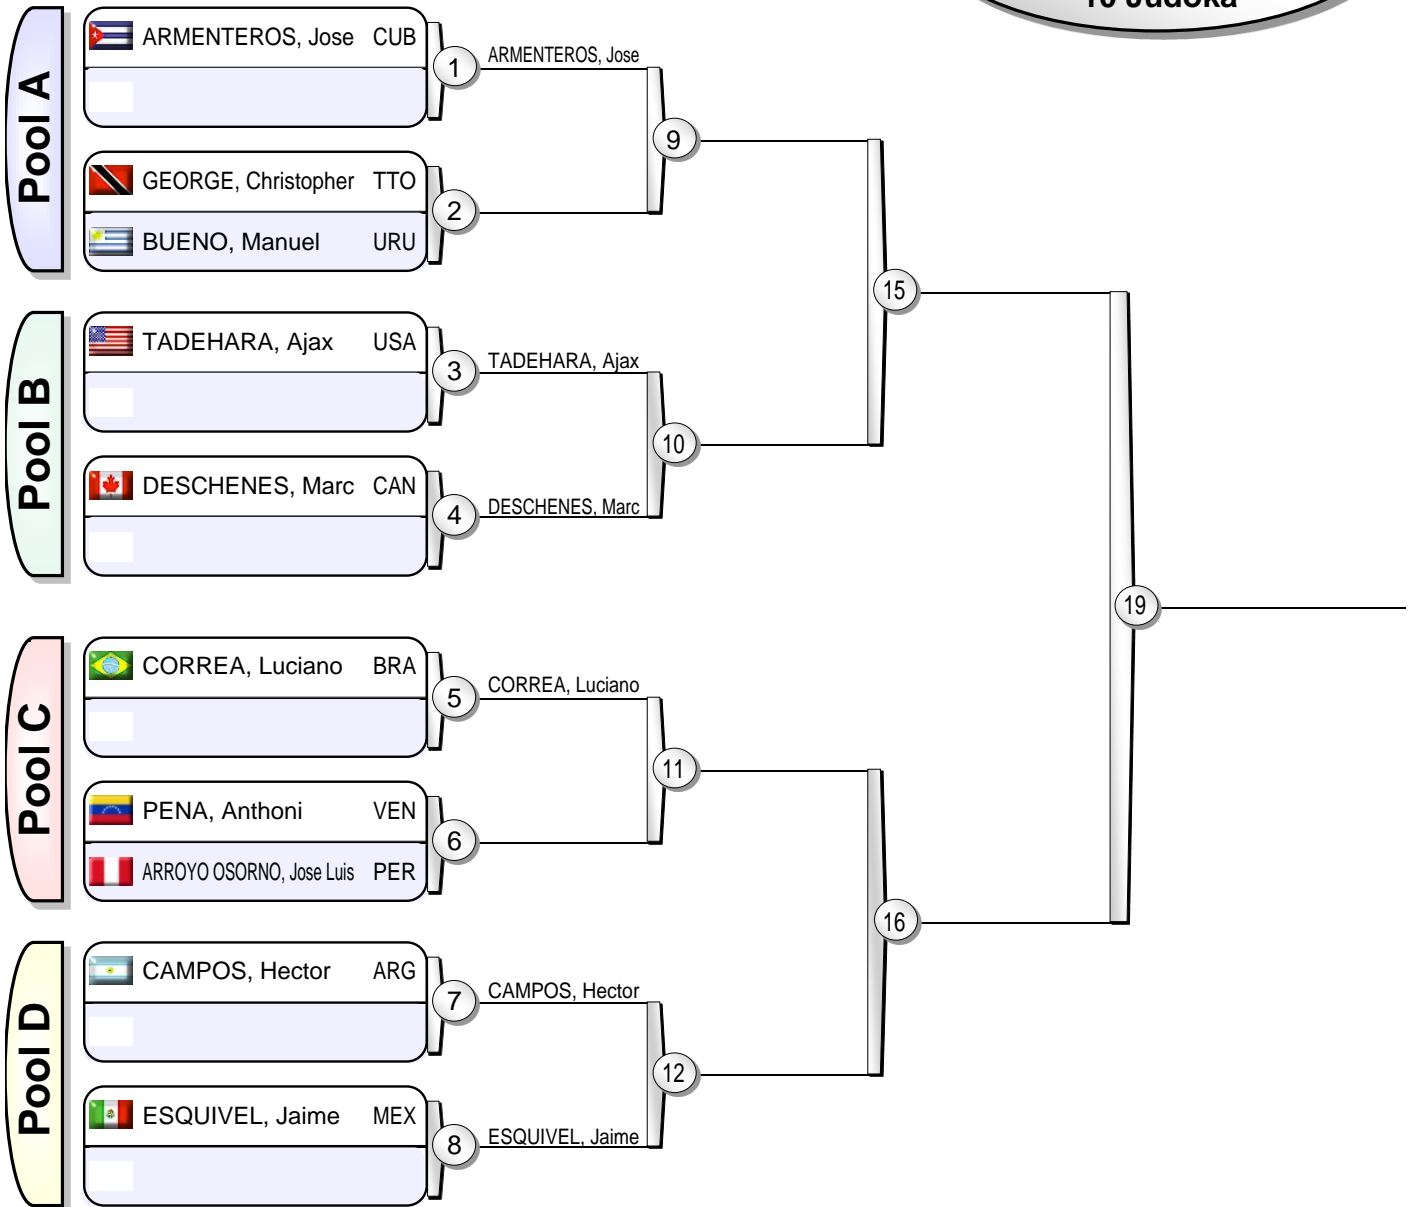 10 Judoka
Pool A
ARMENTEROS, Jose CUB
1
ARMENTEROS, Jose
9
GEORGE, Christopher TTO
2
BUENO, Manuel URU
15
Pool B
TADEHARA, Ajax USA
3
TADEHARA, Ajax
10
DESCHENES, Marc CAN
4
DESCHENES, Marc
19
Pool C
CORREA, Luciano BRA
5
CORREA, Luciano
11
PENA, Anthoni VEN
6
ARROYO OSORNO, Jose Luis PER
16
Pool D
CAMPOS, Hector ARG
7
CAMPOS, Hector
12
ESQUIVEL, Jaime MEX
8
ESQUIVEL, Jaime